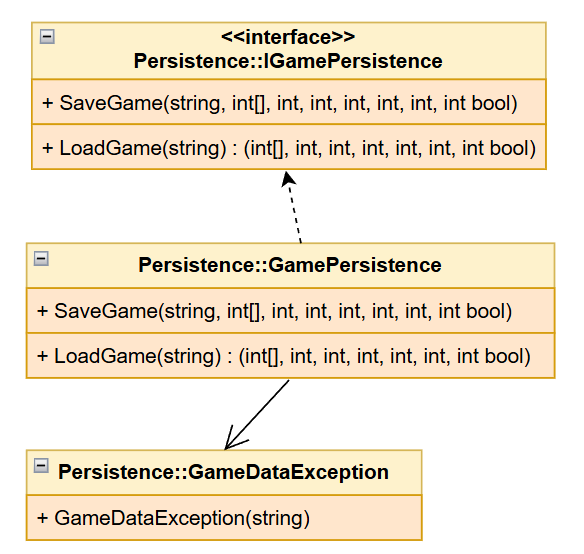 <<interface>>
Persistence::IGamePersistence
+ SaveGame(string, int[], int, int, int, int, int, int bool)
+ LoadGame(string) : (int[], int, int, int, int, int, int bool)
Persistence::GamePersistence
+ SaveGame(string, int[], int, int, int, int, int, int bool)
+ LoadGame(string) : (int[], int, int, int, int, int, int bool)
Persistence::GameDataException
+ GameDataException(string)